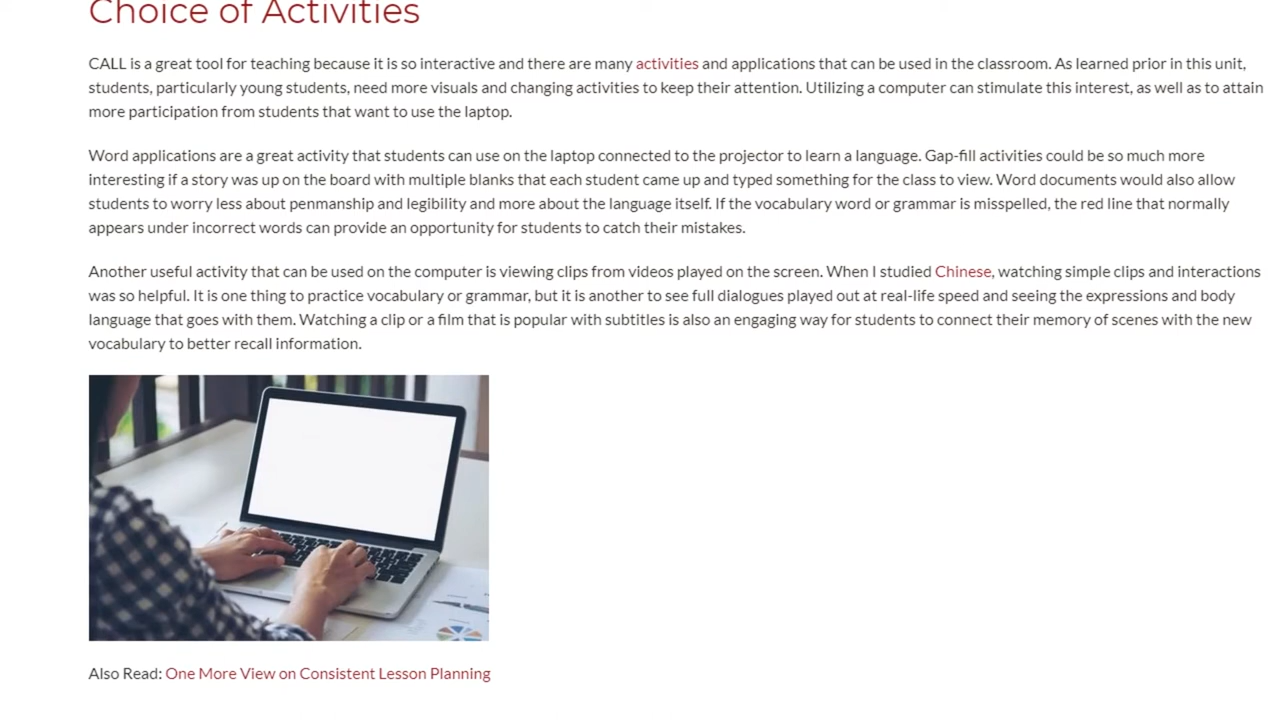 Choice of Activities
CALL is a great tool for teaching because it is so interactive and there are many activities and applications that can be used in the classroom. As learned prior in this unit,
students, particularly young students, need more visuals and changing activities to keep their attention. Utilizing a computer can stimulate this interest, as well as to attain
more participation from students that want to use the laptop.
Word applications are a great activity that students can use on the laptop connected to the projector to learn a language. Gap-fill activities could be so much more
interesting if a story was up on the board with multiple blanks that each student came up and typed something for the class to view. Word documents would also allow
students to worry less about penmanship and legibility and more about the language itself. If the vocabulary word or grammar is misspelled, the red line that normally
appears under incorrect words can provide an opportunity for students to catch their mistakes.
Another useful activity that can be used on the computer is viewing clips from videos played on the screen. When I studied Chinese, watching simple clips and interactions
was so helpful. It is one thing to practice vocabulary or grammar, but it is another to see full dialogues played out at real-life speed and seeing the expressions and body
language that goes with them. Watching a clip or a film that is popular with subtitles is also an engaging way for students to connect their memory of scenes with the new
vocabulary to better recall information.
Also Read: One More View on Consistent Lesson Planning